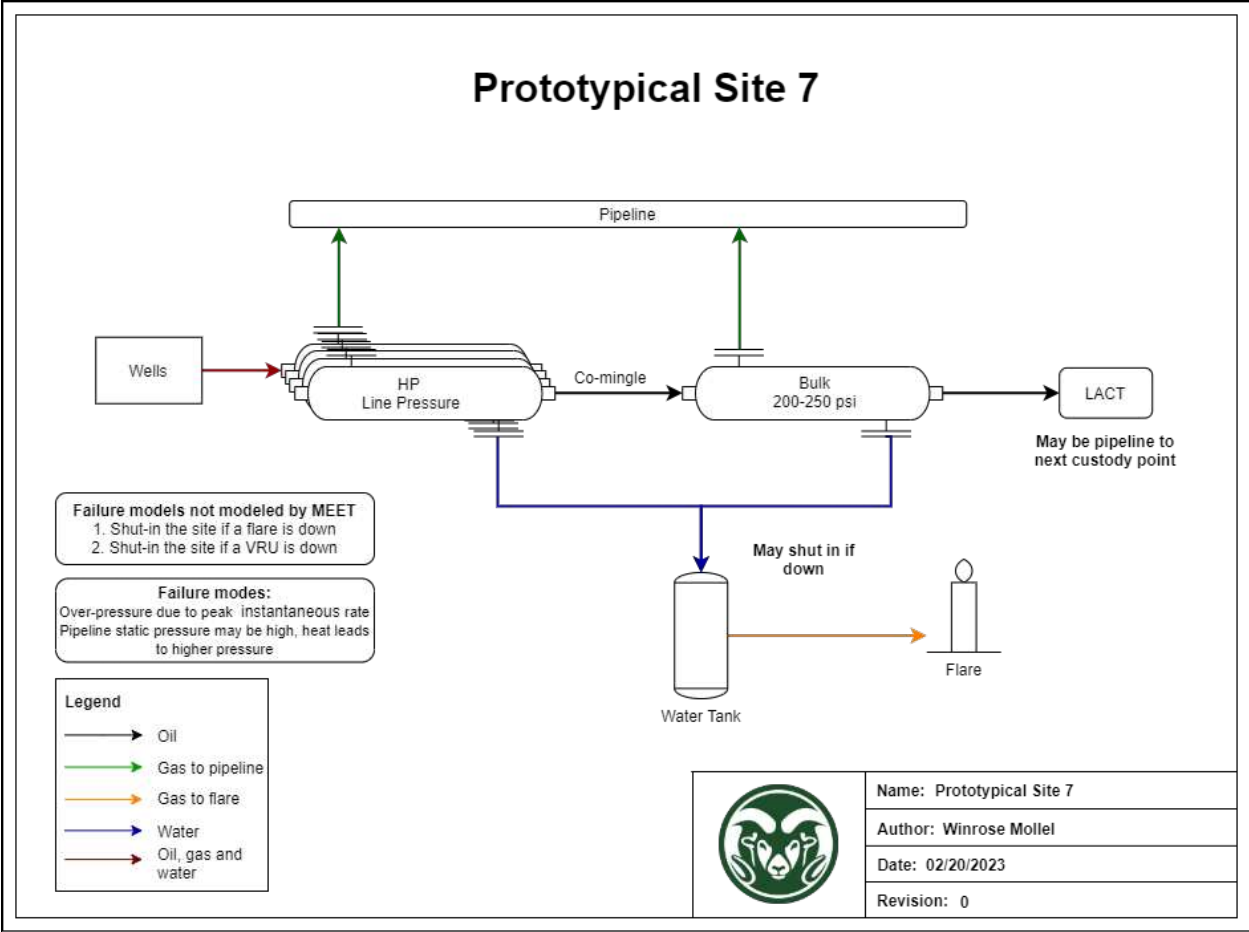 Prototypical Site 7
Pipeline
Wells
HP
Line Pressure
Co-mingle
Bulk
200-250 psi
LACT
May be pipeline to
next custody point
Failure models not modeled by MEET
1. Shut-in the site if a flare is down
2. Shut-in the site if a VRU is down
Failure modes:
Over-pressure due to peak instantaneous rate
Pipeline static pressure may be high, heat leads
to higher pressure
May shut in if
down
Flare
Water Tank
Legend
Oil
Gas to pipeline
Gas to flare
Water
Oil, gas and
water
Name: Prototypical Site 7
Author: Winrose Mollel
Date: 02/20/2023
Revision: 0